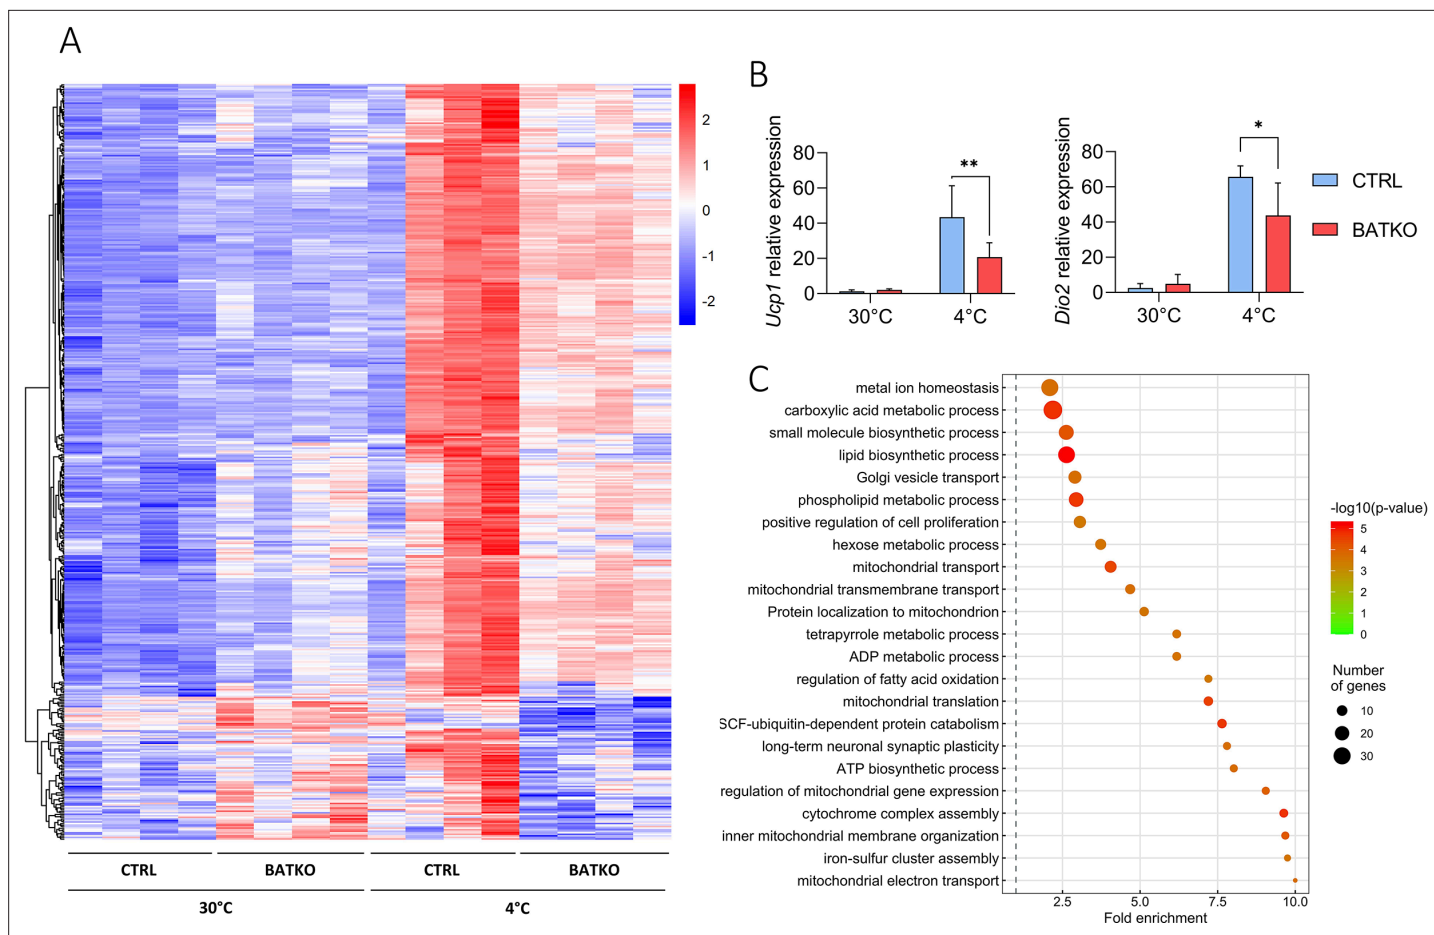 A
2
1
0
-1
-2
CTRL
BATKO
CTRL
BATKO
30°C
4°C
B
Ucp1 relative expression
80
60
40
20
0
**
30°C
4°C
Dio2 relative expression
80
60
40
20
0
*
30°C
4°C
CTRL
BATKO
C
metal ion homeostasis
carboxylic acid metabolic process
small molecule biosynthetic process
lipid biosynthetic process
Golgi vesicle transport
phospholipid metabolic process
positive regulation of cell proliferation
hexose metabolic process
mitochondrial transport
mitochondrial transmembrane transport
Protein localization to mitochondrion
tetrapyrrole metabolic process
ADP metabolic process
regulation of fatty acid oxidation
mitochondrial translation
SCF-ubiquitin-dependent protein catabolism
long-term neuronal synaptic plasticity
ATP biosynthetic process
regulation of mitochondrial gene expression
cytochrome complex assembly
inner mitochondrial membrane organization
iron-sulfur cluster assembly
mitochondrial electron transport
2.5
5.0
7.5
10.0
Fold enrichment
-log10(p-value)
5
4
3
2
1
0
Number
of genes
10
20
30